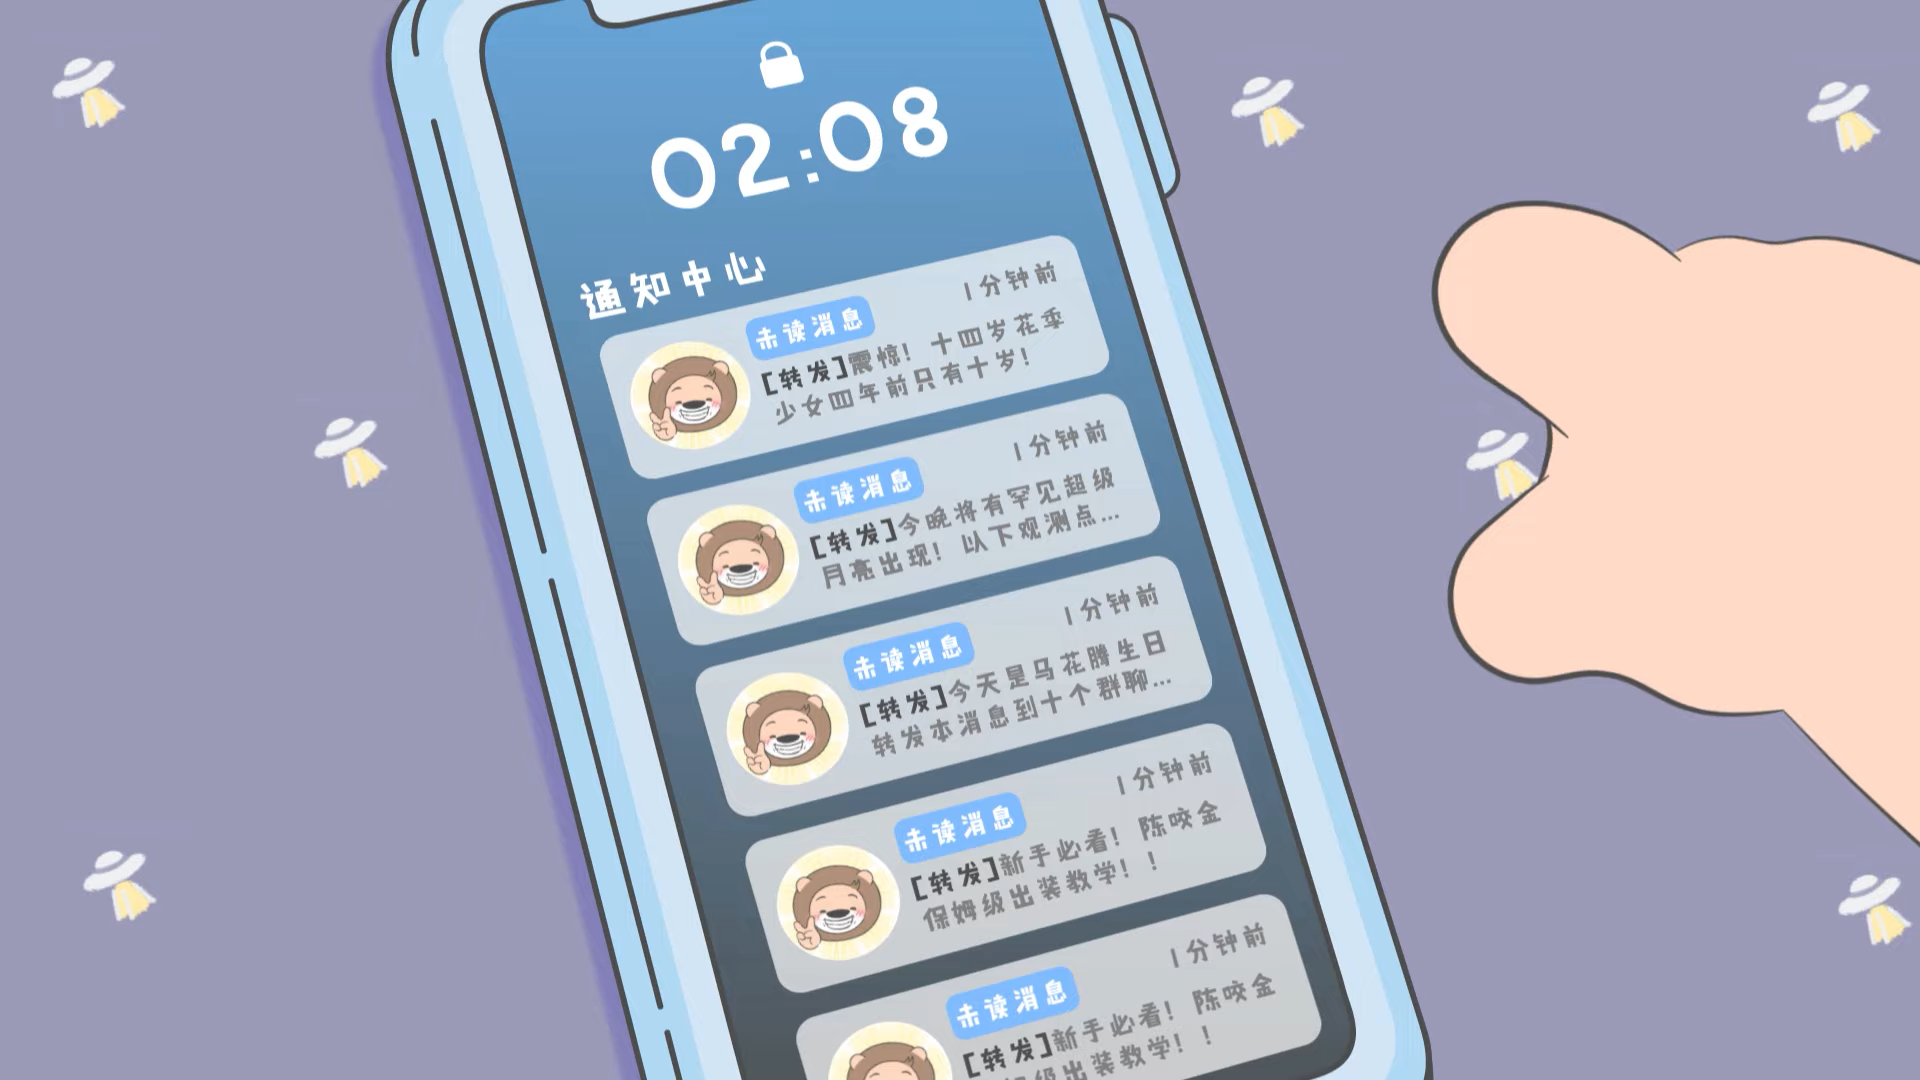 02:08
通知中心
未读消息
1分钟前
[转发]震惊！十四岁花季
少女四年前只有十岁！
未读消息
1分钟前
[转发]今晚将有罕见超级
月亮出现！以下观测点...
未读消息
1分钟前
[转发]今天是马花腾生日
转发本消息到十个群聊...
未读消息
1分钟前
[转发]新手必看！陈咬金
保姆级出装教学！！
未读消息
1分钟前
[转发]新手必看！陈咬金
级出装教学！！